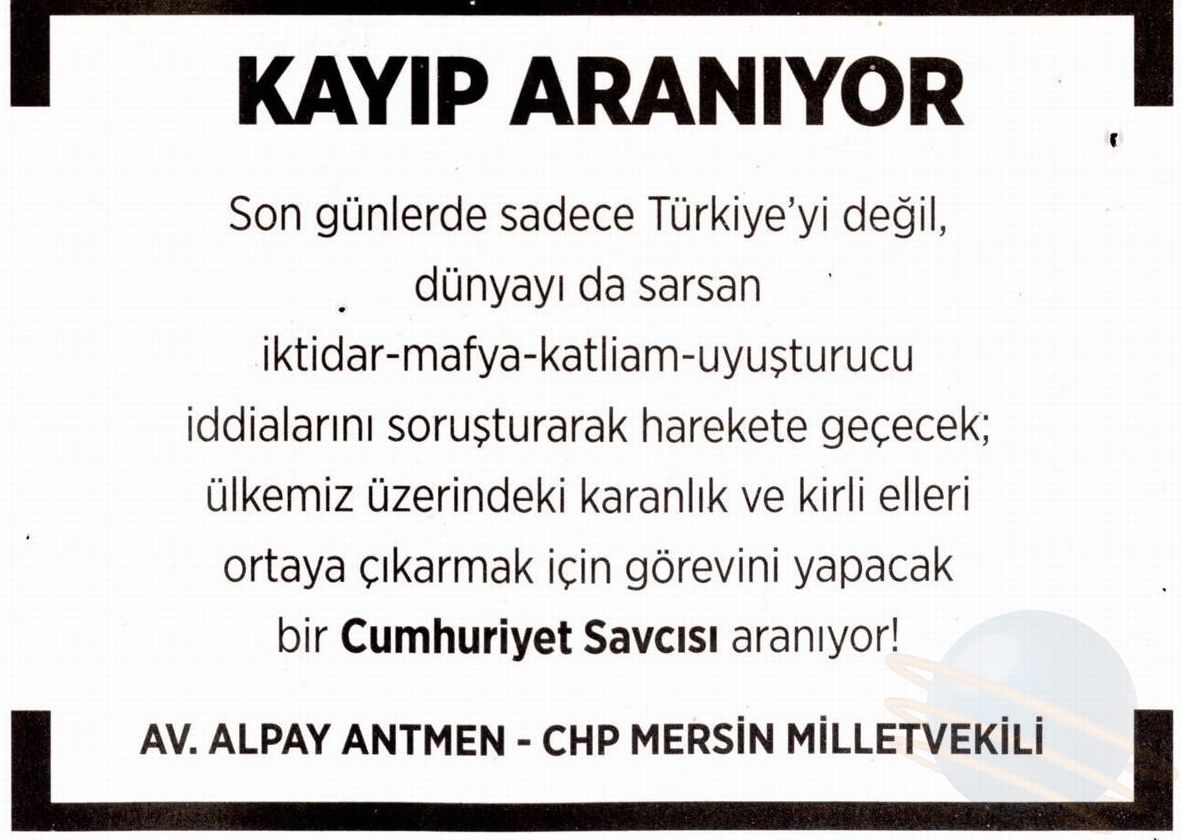 KAYIP ARANIYOR
Son günlerde sadece Türkiye'yi değil,
dünyayı da sarsan
iktidar-mafya-katliam-uyuşturucu
iddialarını soruşturarak harekete geçecek;
ülkemiz üzerindeki karanlık ve kirli elleri
ortaya çıkarmak için görevini yapacak
bir Cumhuriyet Savcısı aranıyor!
AV. ALPAY ANTMEN - CHP MERSİN MİLLETVEKİLİ